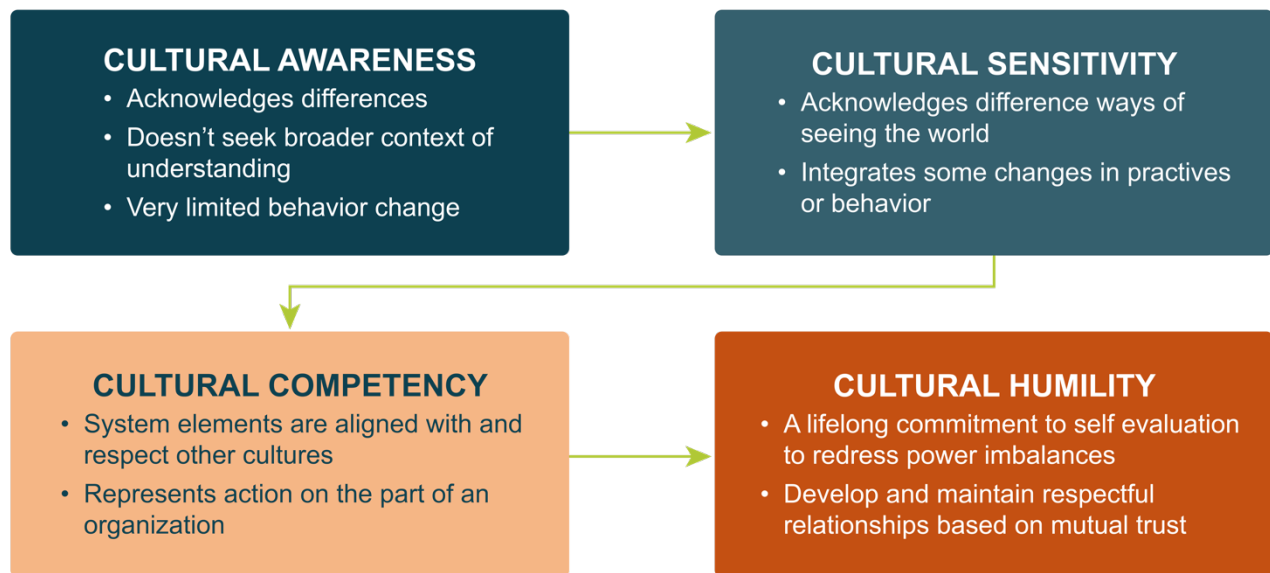 CULTURAL AWARENESS
• Acknowledges differences
• Doesn't seek broader context of
understanding
• Very limited behavior change
CULTURAL SENSITIVITY
• Acknowledges difference ways of
seeing the world
• Integrates some changes in practives
or behavior
CULTURAL COMPETENCY
• System elements are aligned with and
respect other cultures
• Represents action on the part of an
organization
CULTURAL HUMILITY
• A lifelong commitment to self evaluation
to redress power imbalances
• Develop and maintain respectful
relationships based on mutual trust